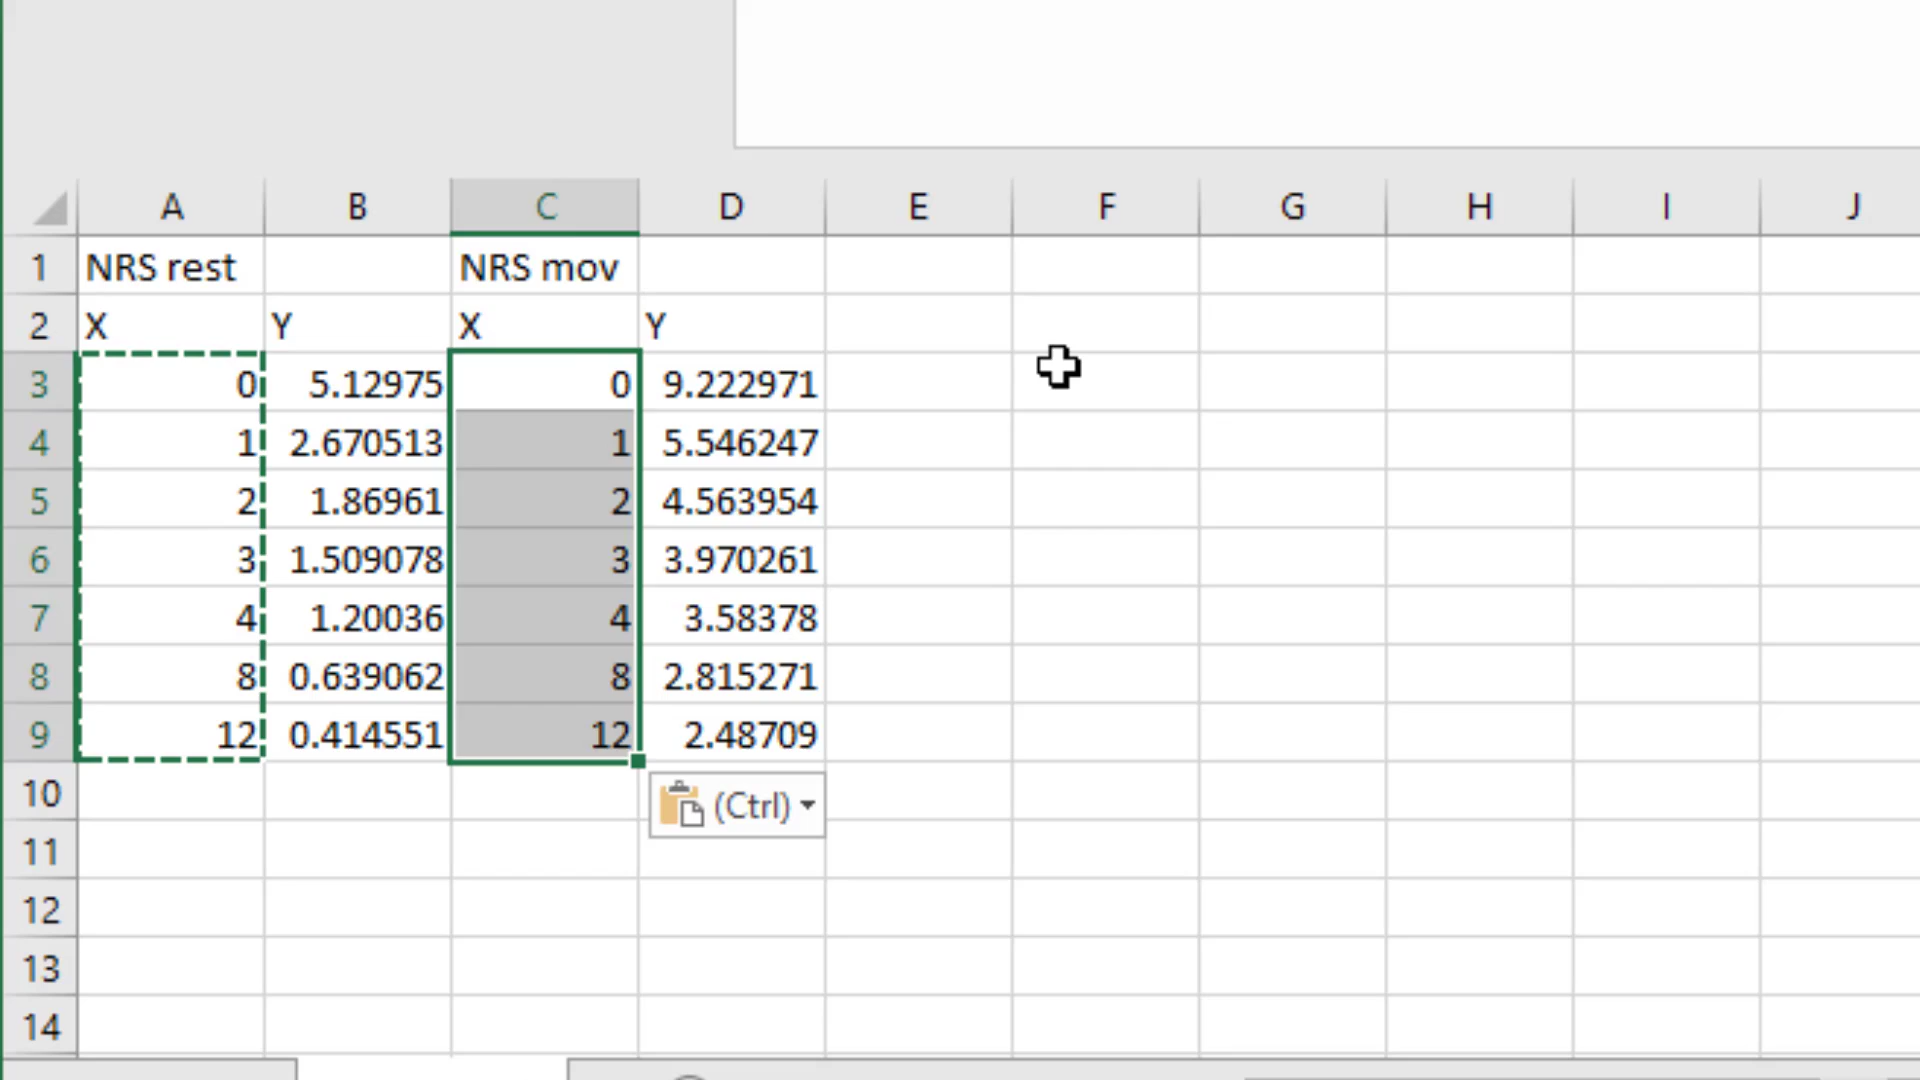 A B C D E F G H I J
1 NRS rest NRS mov
2 X Y X Y
3 0 5.12975 0 9.222971
4 1 2.670513 1 5.546247
5 2 1.86961 2 4.563954
6 3 1.509078 3 3.970261
7 4 1.20036 4 3.58378
8 8 0.639062 8 2.815271
9 12 0.414551 12 2.48709
10 (Ctrl)
11
12
13
14